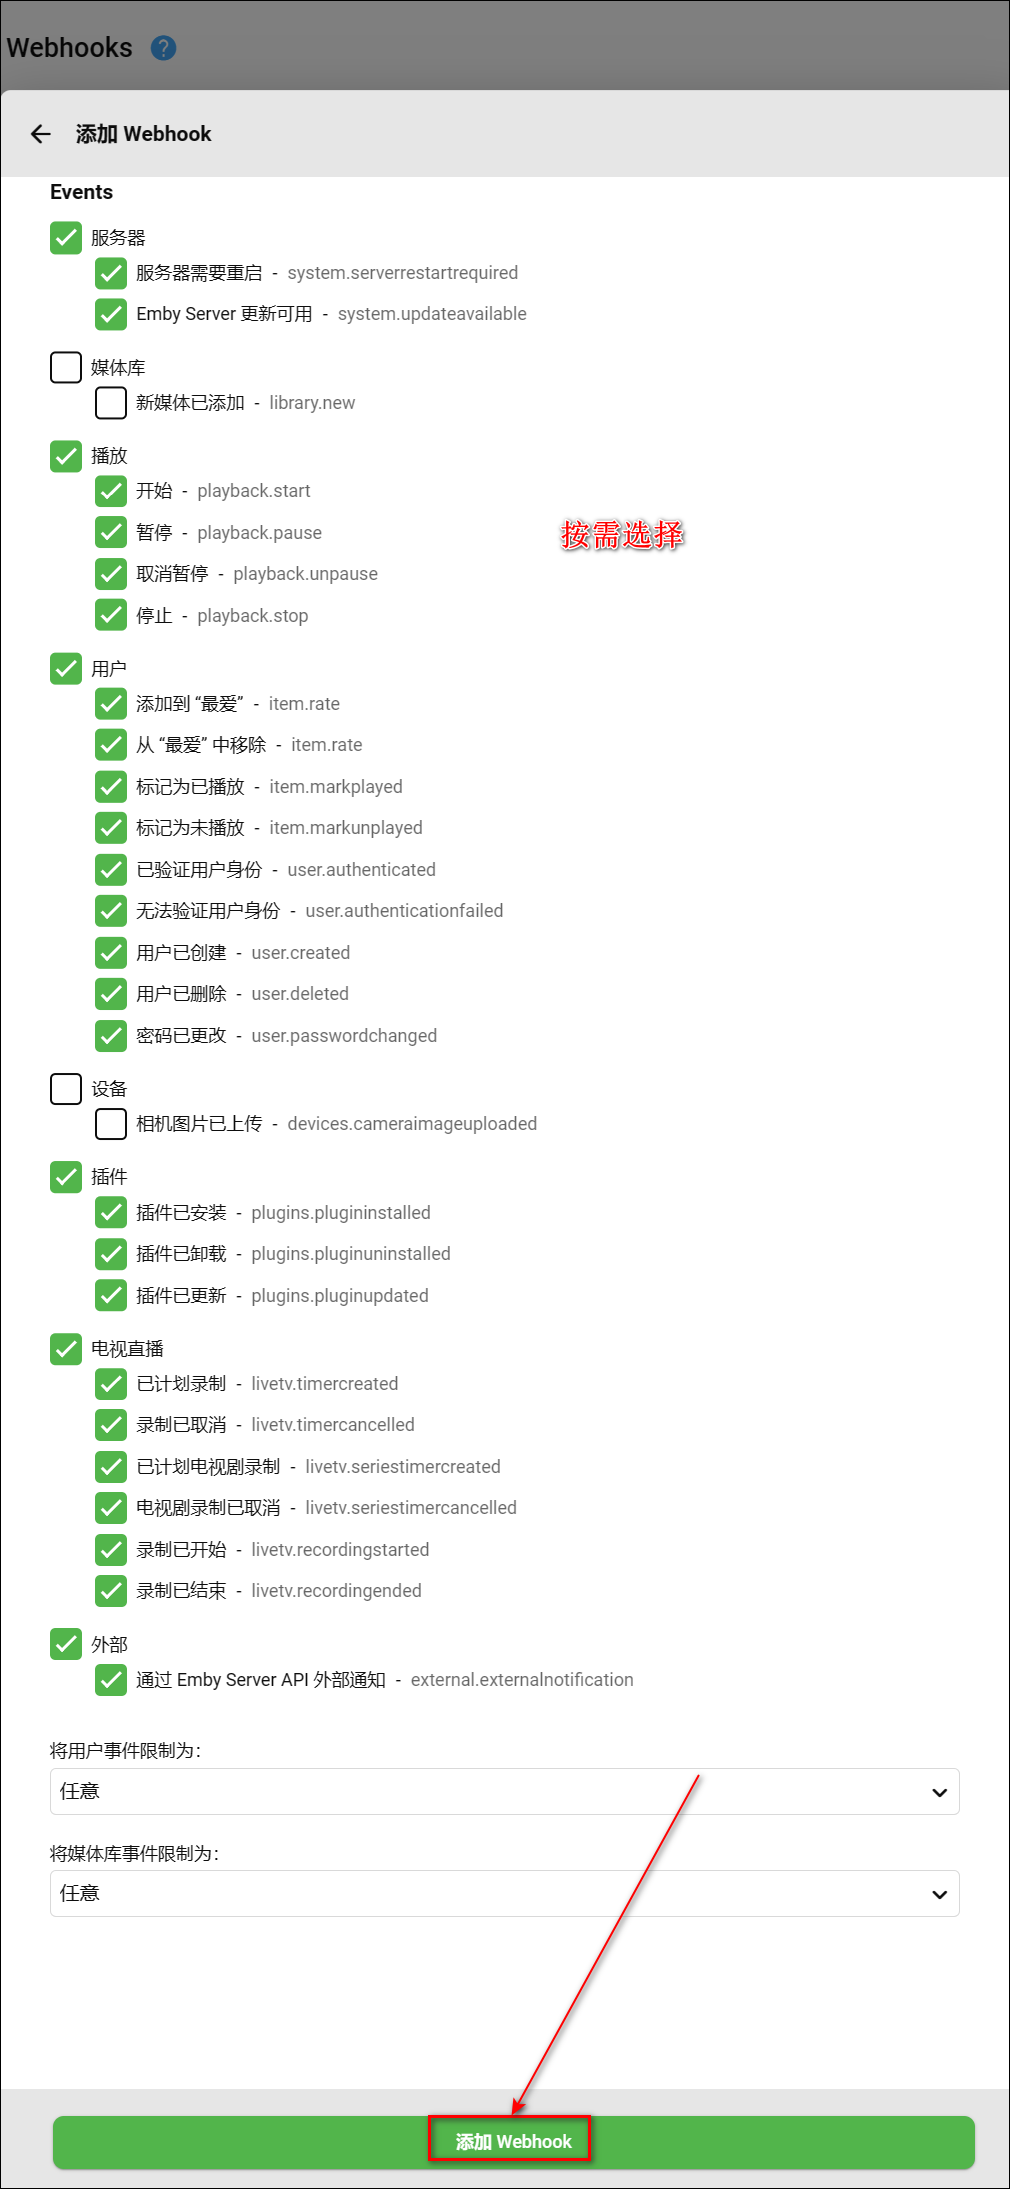 Webhooks ?
添加 Webhook
Events
服务器
服务器需要重启 - system.serverrestartrequired
Emby Server 更新可用 - system.updateavailable
媒体库
新媒体已添加 - library.new
播放
开始 - playback.start
暂停 - playback.pause
按需选择
取消暂停 - playback.unpause
停止 - playback.stop
用户
添加到 “最爱” - item.rate
从 “最爱” 中移除 - item.rate
标记为已播放 - item.markplayed
标记为未播放 - item.markunplayed
已验证用户身份 - user.authenticated
无法验证用户身份 - user.authenticationfailed
用户已创建 - user.created
用户已删除 - user.deleted
密码已更改 - user.passwordchanged
设备
相机图片已上传 - devices.cameraimageuploaded
插件
插件已安装 - plugins.plugininstalled
插件已卸载 - plugins.pluginuninstalled
插件已更新 - plugins.pluginupdated
电视直播
已计划录制 - livetv.timercreated
录制已取消 - livetv.timercancelled
已计划电视剧录制 - livetv.seriestimercreated
电视剧录制已取消 - livetv.seriestimercancelled
录制已开始 - livetv.recordingstarted
录制已结束 - livetv.recordingended
外部
通过 Emby Server API 外部通知 - external.externalnotification
将用户事件限制为：
任意
将媒体库事件限制为：
任意
添加 Webhook